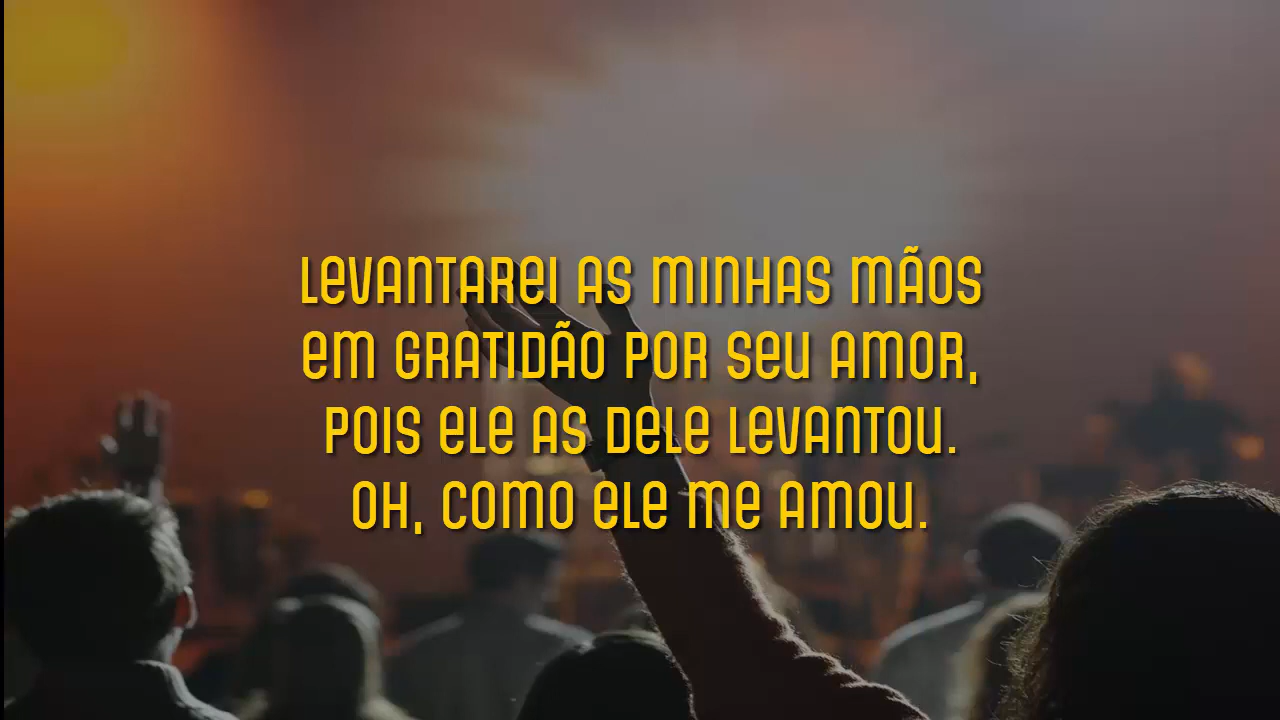 Levantarei as minhas mãos
em gratidão por seu amor,
pois ele as dele levantou.
Oh, como ele me amou.